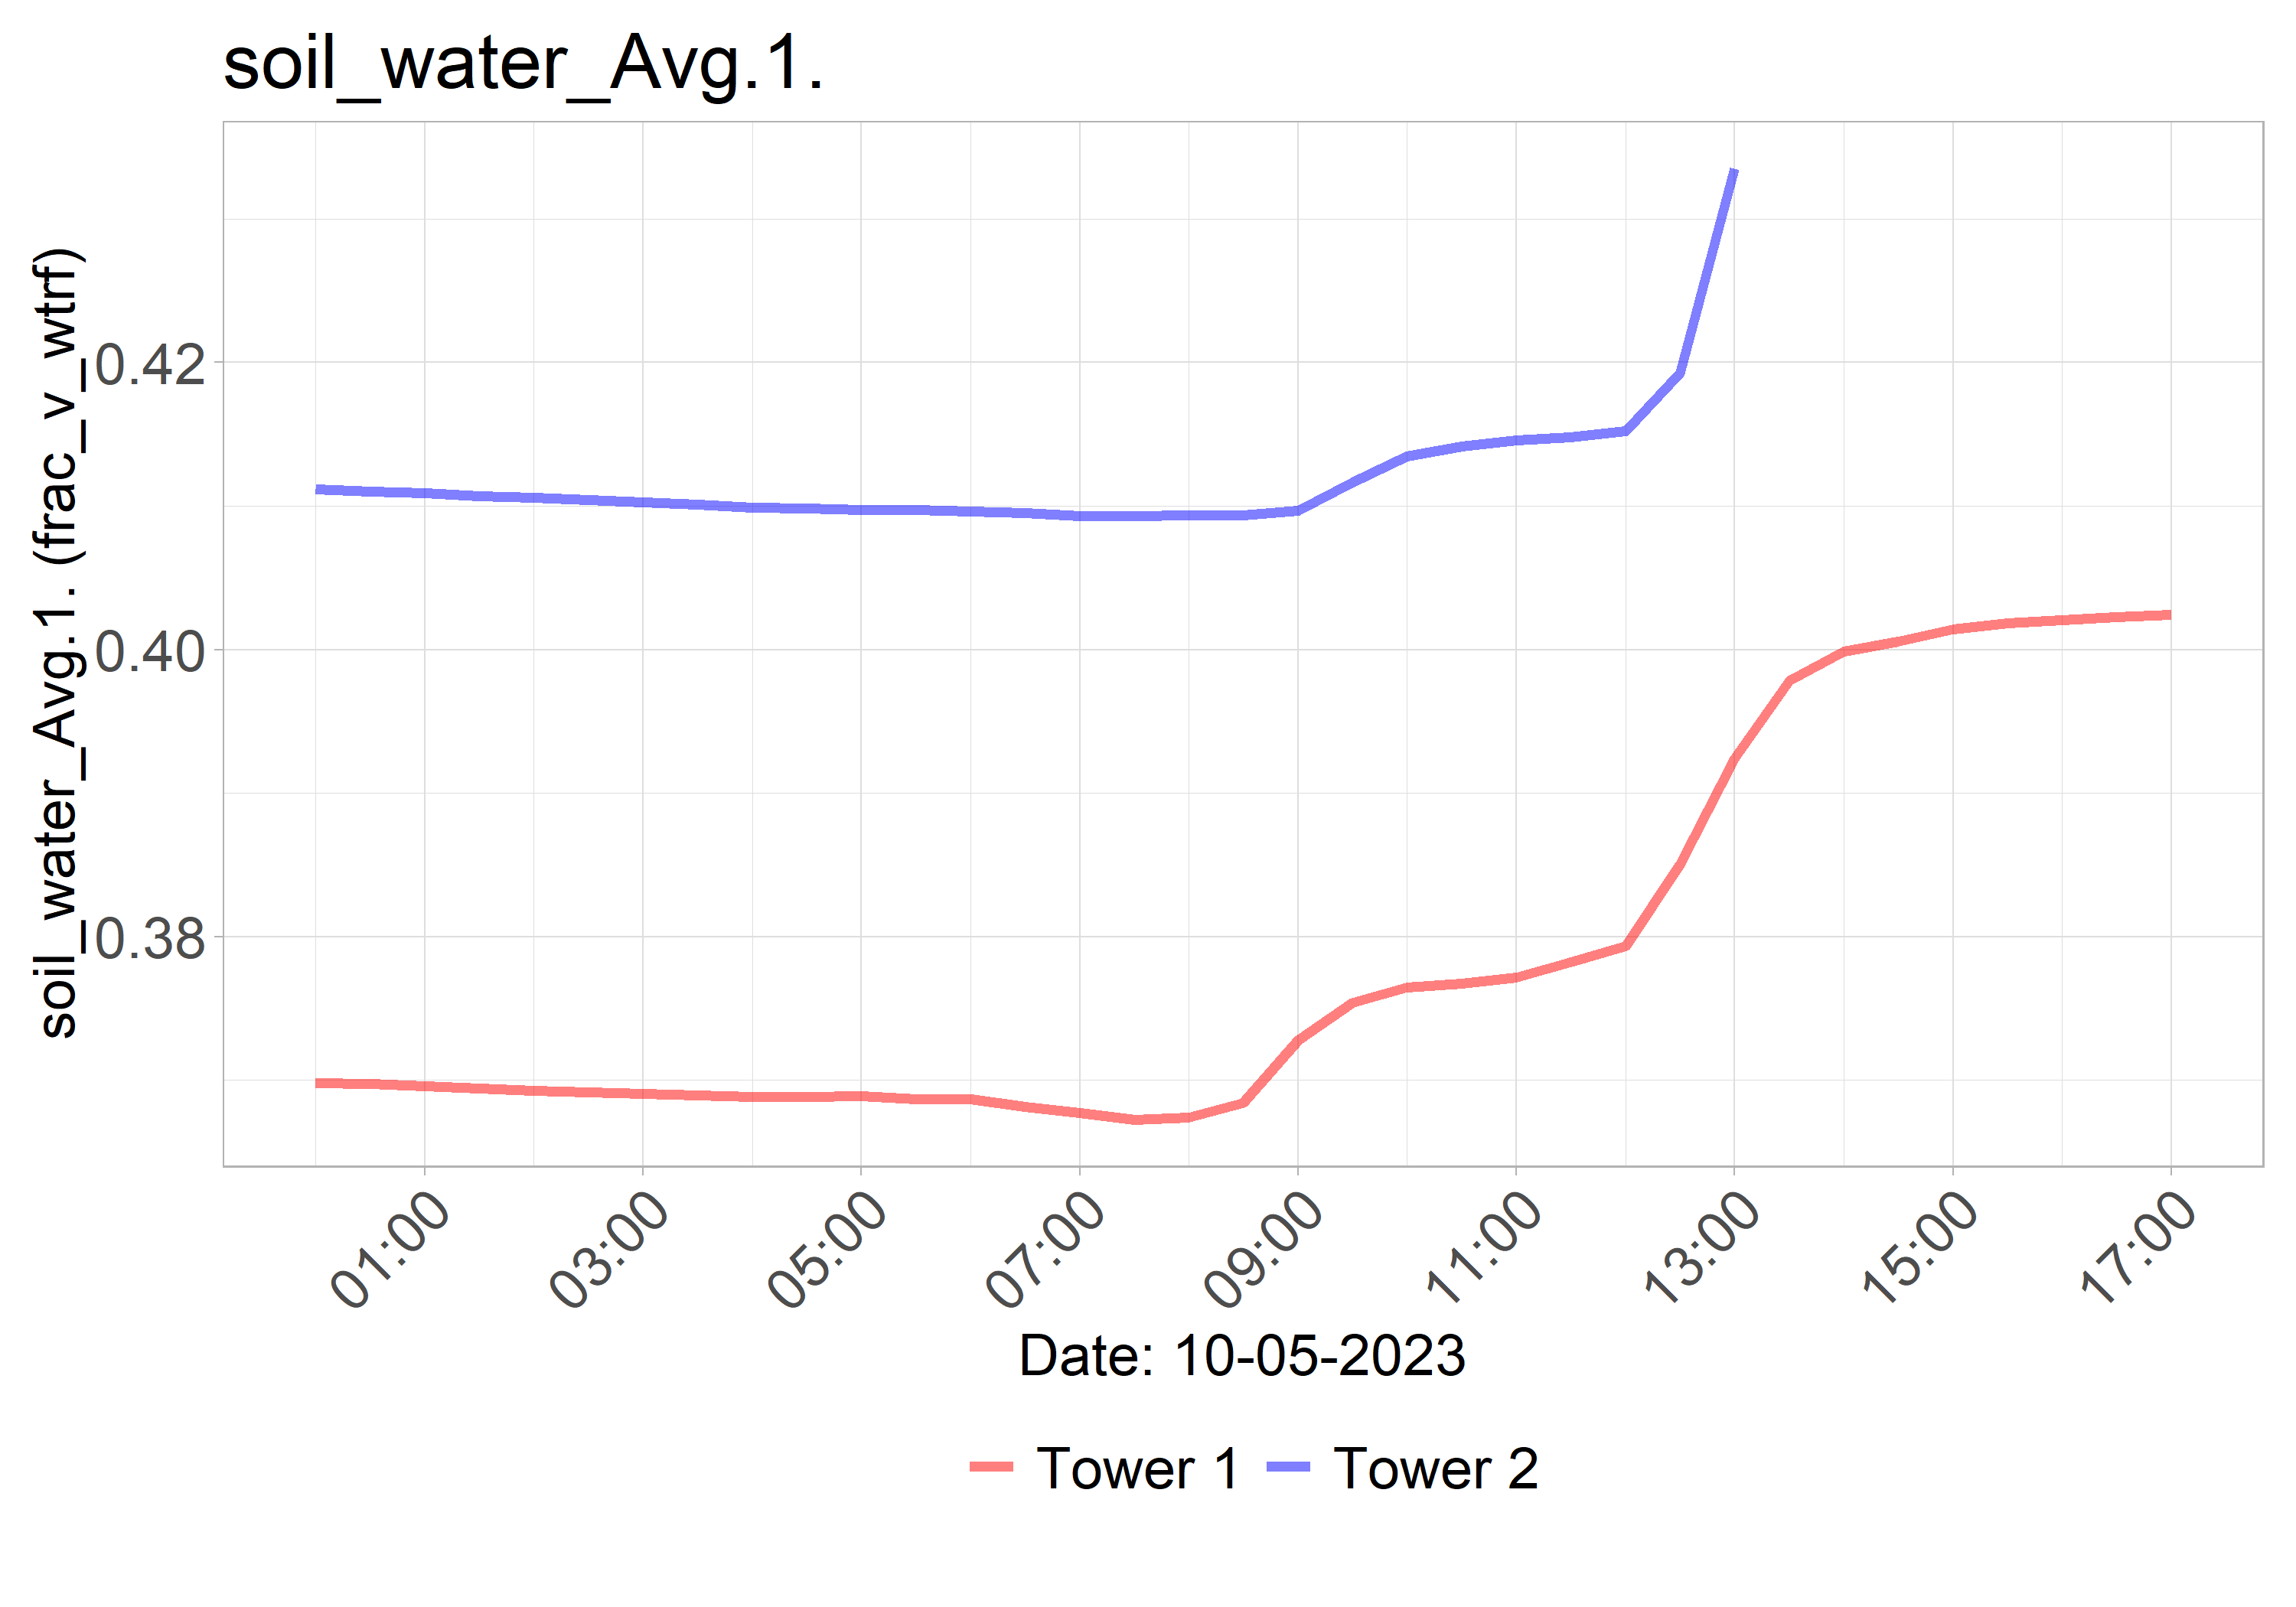 soil_water_Avg.1.
soil_water_Avg.1. (frac_v_wtrf)
0.42
0.40
0.38
01:00 03:00 05:00 07:00 09:00 11:00 13:00 15:00 17:00
Date: 10-05-2023
Tower 1 Tower 2